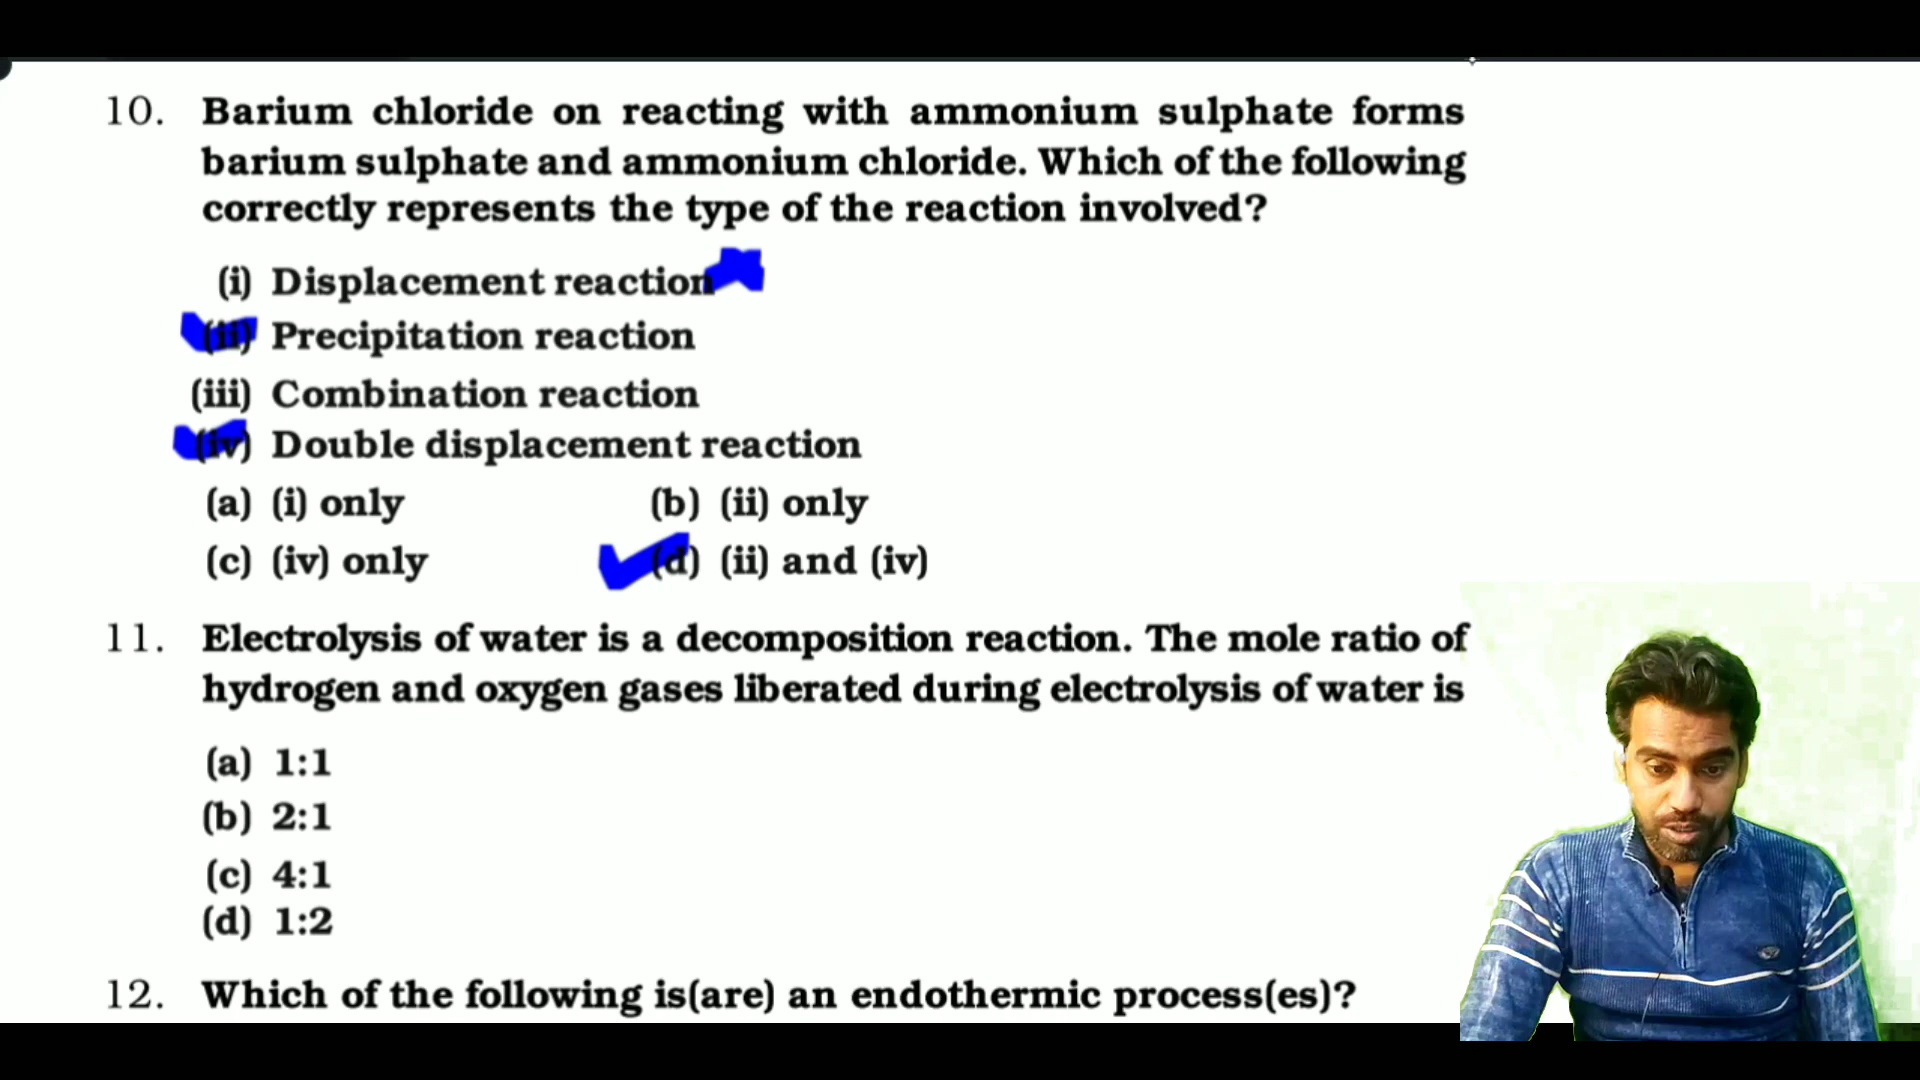 10. Barium chloride on reacting with ammonium sulphate forms
barium sulphate and ammonium chloride. Which of the following
correctly represents the type of the reaction involved?
(i) Displacement reaction
(ii) Precipitation reaction
(iii) Combination reaction
(iv) Double displacement reaction
(a) (i) only (b) (ii) only
(c) (iv) only (d) (ii) and (iv)
11. Electrolysis of water is a decomposition reaction. The mole ratio of
hydrogen and oxygen gases liberated during electrolysis of water is
(a) 1:1
(b) 2:1
(c) 4:1
(d) 1:2
12. Which of the following is(are) an endothermic process(es)?